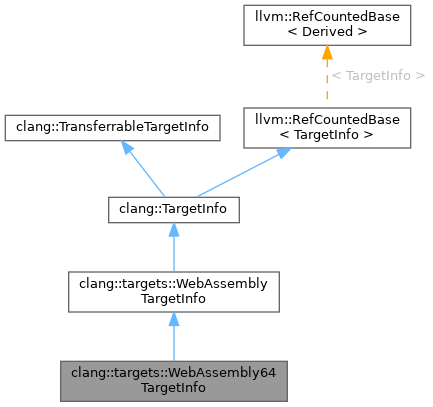 llvm::RefCountedBase
< Derived >
< TargetInfo >
clang::TransferrableTargetInfo
llvm::RefCountedBase
< TargetInfo >
clang::TargetInfo
clang::targets::WebAssembly
TargetInfo
clang::targets::WebAssembly64
TargetInfo